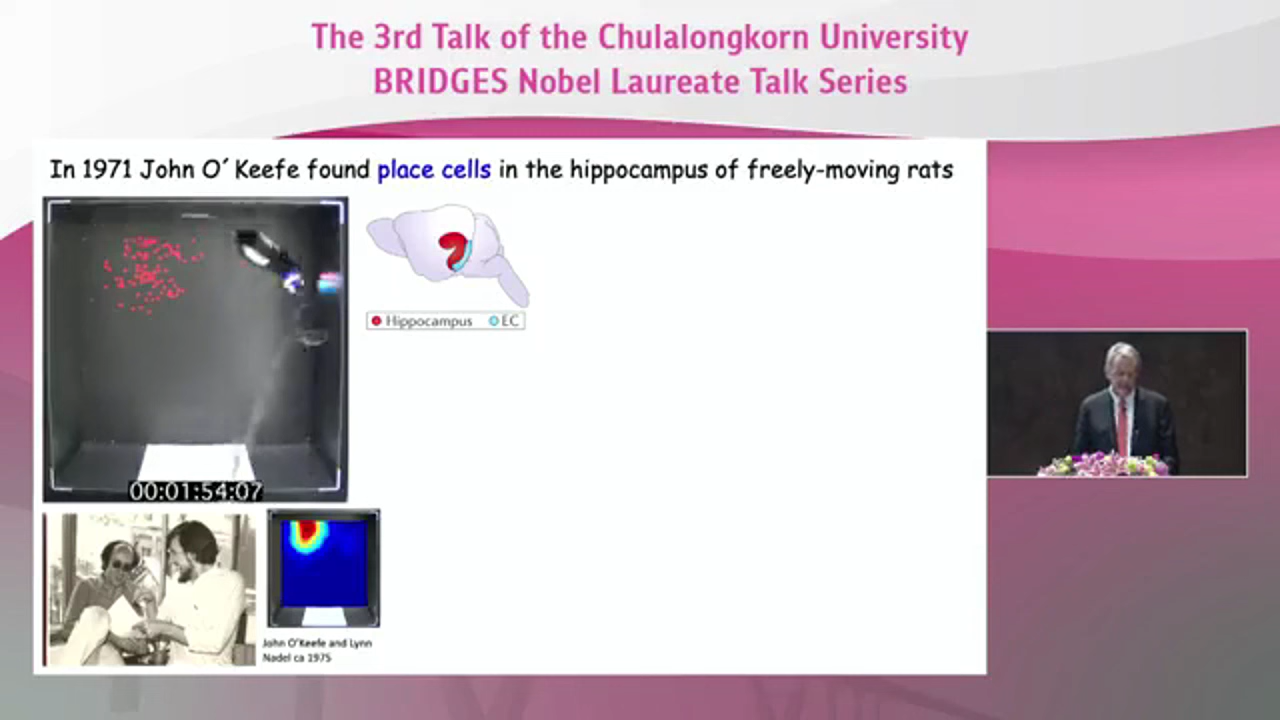 The 3rd Talk of the Chulalongkorn University
BRIDGES Nobel Laureate Talk Series
In 1971 John O´ Keefe found place cells in the hippocampus of freely-moving rats
Hippocampus EC
00:01:54:07
John O'Keefe and Lynn
Nadel ca 1975